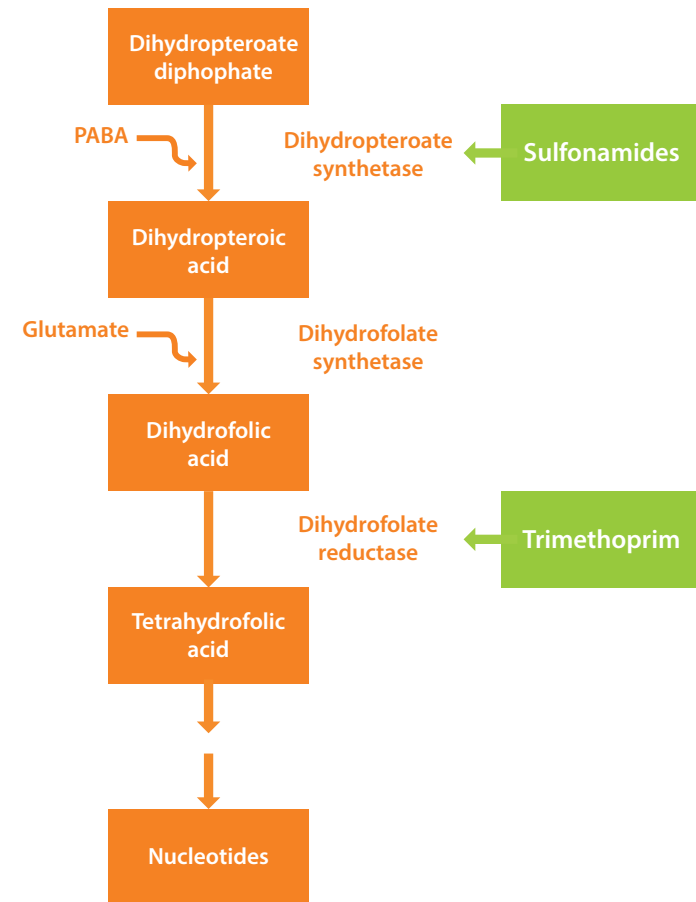 Dihydropteroate
diphophate
PABA
Dihydropteroate
synthetase
Sulfonamides
Dihydropteroic
acid
Glutamate
Dihydrofolate
synthetase
Dihydrofolic
acid
Dihydrofolate
reductase
Trimethoprim
Tetrahydrofolic
acid
Nucleotides